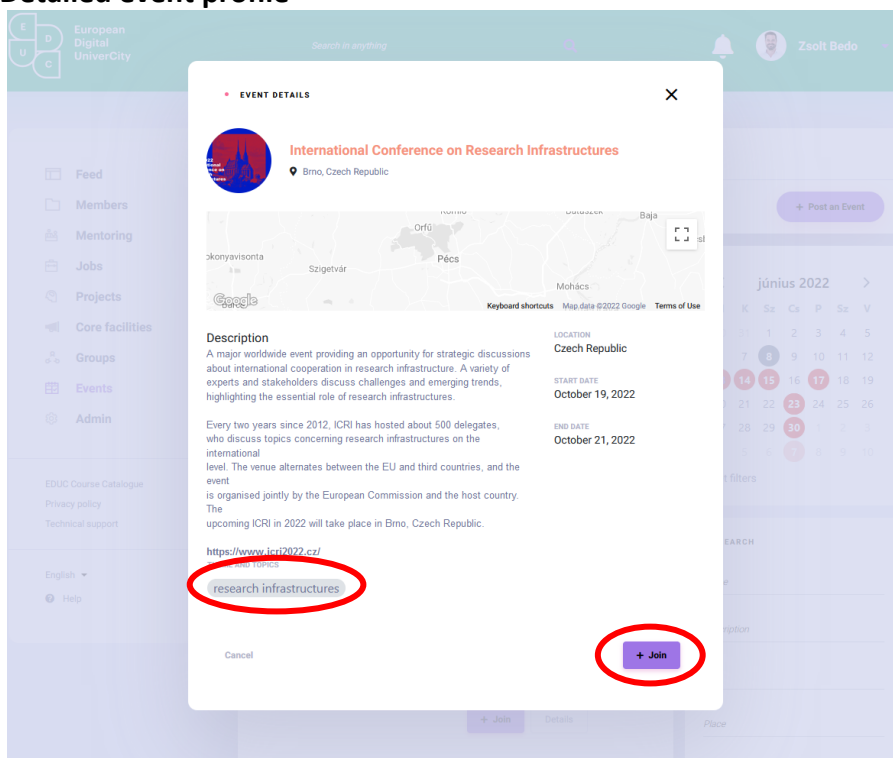 Detailed event profile
European
Digital
UniverCity
E
D
U
C
Search in anything
Zsolt Bedo
EVENT DETAILS
International Conference on Research Infrastructures
Brno, Czech Republic
Feed
Members
Mentoring
Jobs
Projects
Core facilities
Groups
Events
Admin
EDUC Course Catalogue
Privacy policy
Technical support
English
Help
Baja
Orfű
Pécs
Szigetvár
Mohács
Google
Keyboard shortcuts Map data ©2022 Google Terms of Use
Description
A major worldwide event providing an opportunity for strategic discussions
about international cooperation in research infrastructure. A variety of
experts and stakeholders discuss challenges and emerging trends,
highlighting the essential role of research infrastructures.
Every two years since 2012, ICRI has hosted about 500 delegates,
who discuss topics concerning research infrastructures on the
international
level. The venue alternates between the EU and third countries, and the
event
is organised jointly by the European Commission and the host country.
The
upcoming ICRI in 2022 will take place in Brno, Czech Republic.
https://www.icri2022.cz/
AND TOPICS
research infrastructures
LOCATION
Czech Republic
START DATE
October 19, 2022
END DATE
October 21, 2022
Cancel
+ Join
+ Post an Event
június 2022
K Sz Cs P Sz V
1 2 3 4 5
7 8 9 10 11 12
14 15 16 17 18 19
21 22 23 24 25 26
28 29 30
filters
EARCH
+ Join
Details
Place